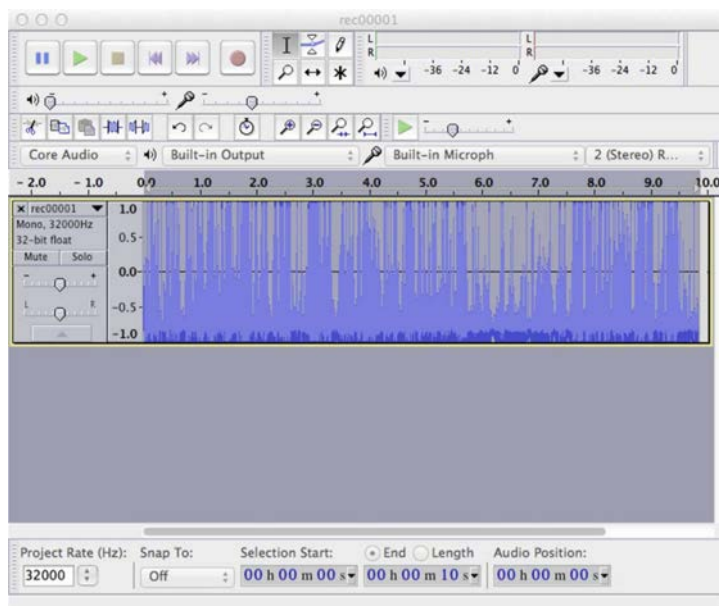 rec00001
L
R
-36 -24 -12 0
L
R
-36 -24 -12 0
Core Audio
Built-in Output
Built-in Microph
2 (Stereo) R...
- 2.0 - 1.0 0.0 1.0 2.0 3.0 4.0 5.0 6.0 7.0 8.0 9.0 10.0
rec00001
Mono, 32000Hz
32-bit float
Mute Solo
- +
L R
1.0
0.5-
0.0-
-0.5-
-1.0
Project Rate (Hz): Snap To: Selection Start: End Length Audio Position:
32000 Off 00 h 00 m 00 s 00 h 00 m 10 s 00 h 00 m 00 s